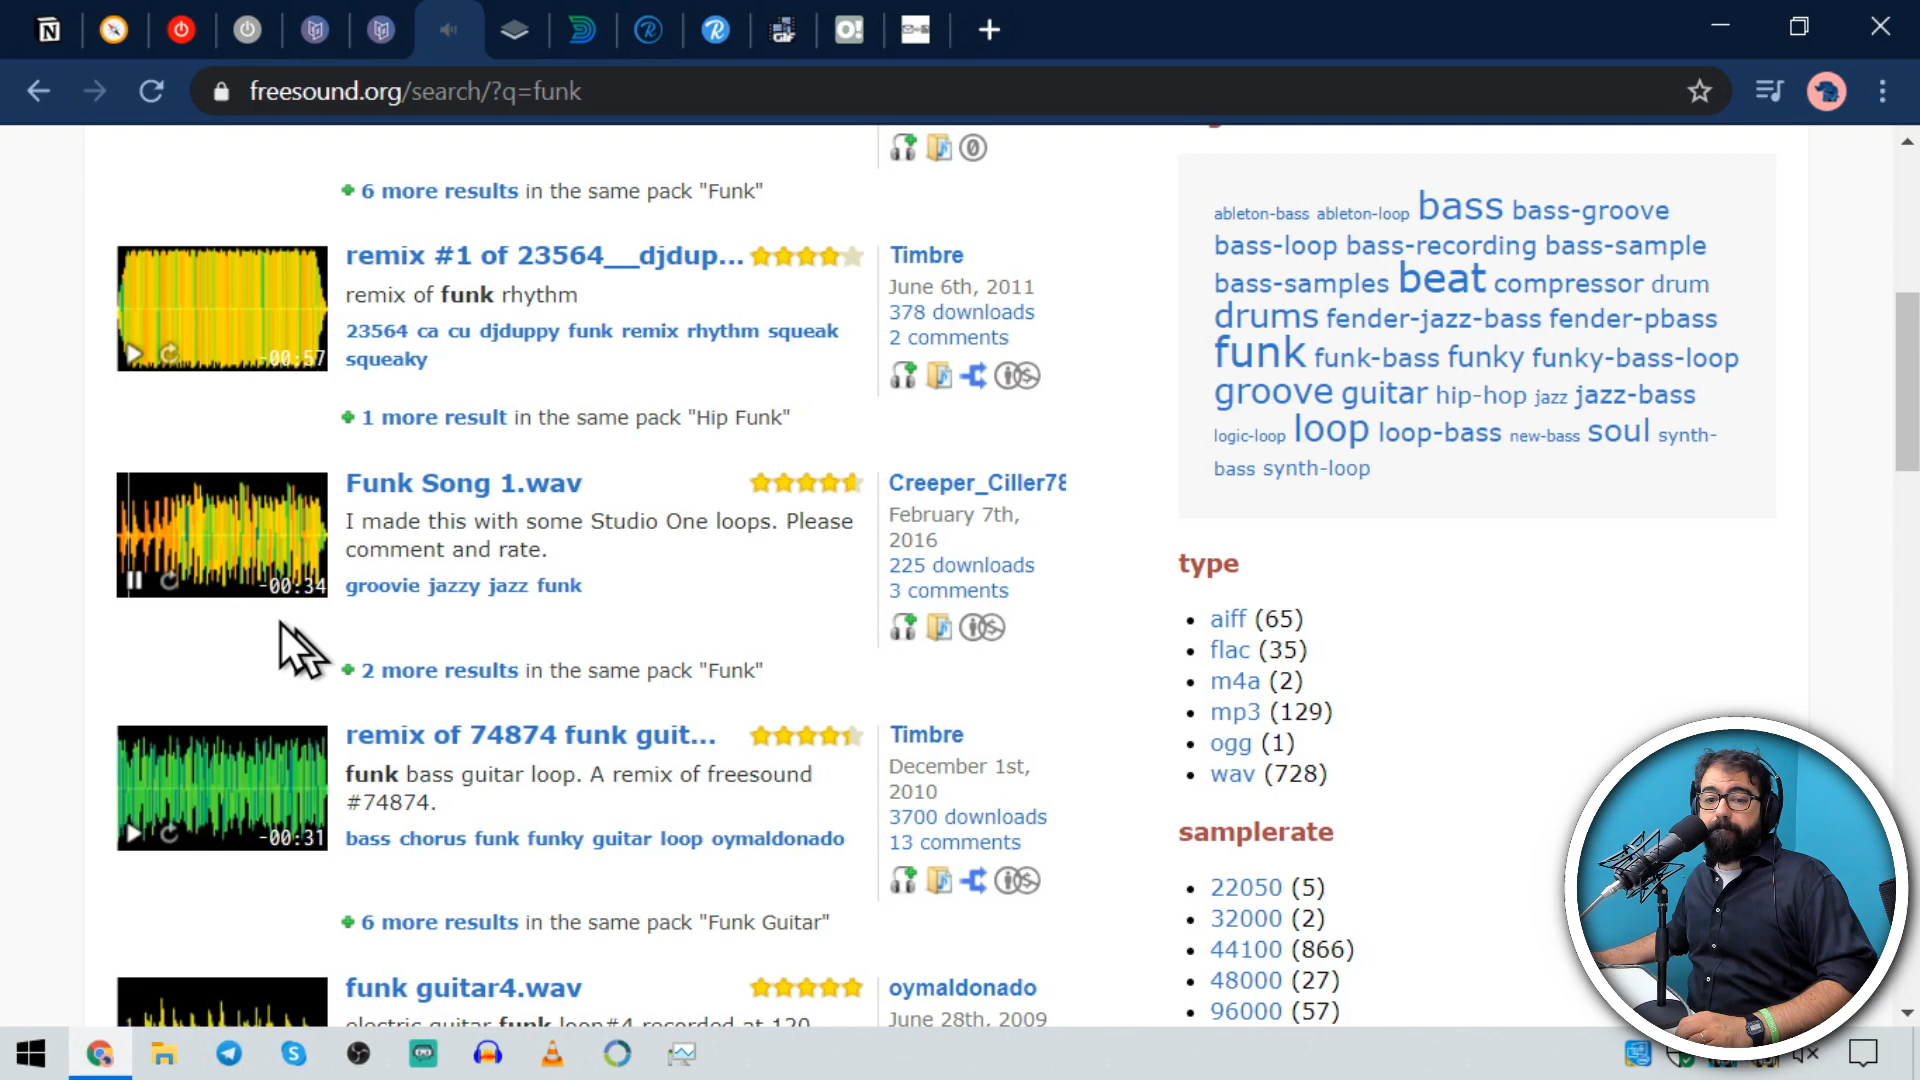 freesound.org/search/?q=funk
6 more results in the same pack "Funk"
remix #1 of 23564__djdup...
remix of funk rhythm
23564 ca cu djduppy funk remix rhythm squeak
squeaky
-00:57
Timbre
June 6th, 2011
378 downloads
2 comments
1 more result in the same pack "Hip Funk"
Funk Song 1.wav
I made this with some Studio One loops. Please
comment and rate.
groovie jazzy jazz funk
-00:34
Creeper_Ciller78
February 7th,
2016
225 downloads
3 comments
2 more results in the same pack "Funk"
remix of 74874 funk guit...
funk bass guitar loop. A remix of freesound
#74874.
bass chorus funk funky guitar loop oymaldonado
-00:31
Timbre
December 1st,
2010
3700 downloads
13 comments
6 more results in the same pack "Funk Guitar"
funk guitar4.wav
electric guitar funk loop#4 recorded at 120
oymaldonado
June 28th, 2009
ableton-bass ableton-loop bass bass-groove
bass-loop bass-recording bass-sample
bass-samples beat compressor drum
drums fender-jazz-bass fender-pbass
funk funk-bass funky funky-bass-loop
groove guitar hip-hop jazz jazz-bass
logic-loop loop loop-bass new-bass soul synth-
bass synth-loop
type
aiff (65)
flac (35)
m4a (2)
mp3 (129)
ogg (1)
wav (728)
samplerate
22050 (5)
32000 (2)
44100 (866)
48000 (27)
96000 (57)